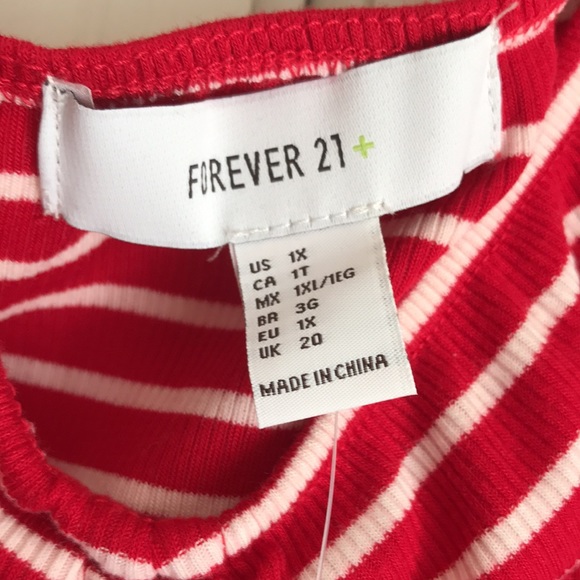 FOREVER 21+
US 1X
CA 1T
MX 1XL/1EG
BR 3G
EU 1X
UK 20
MADE IN CHINA